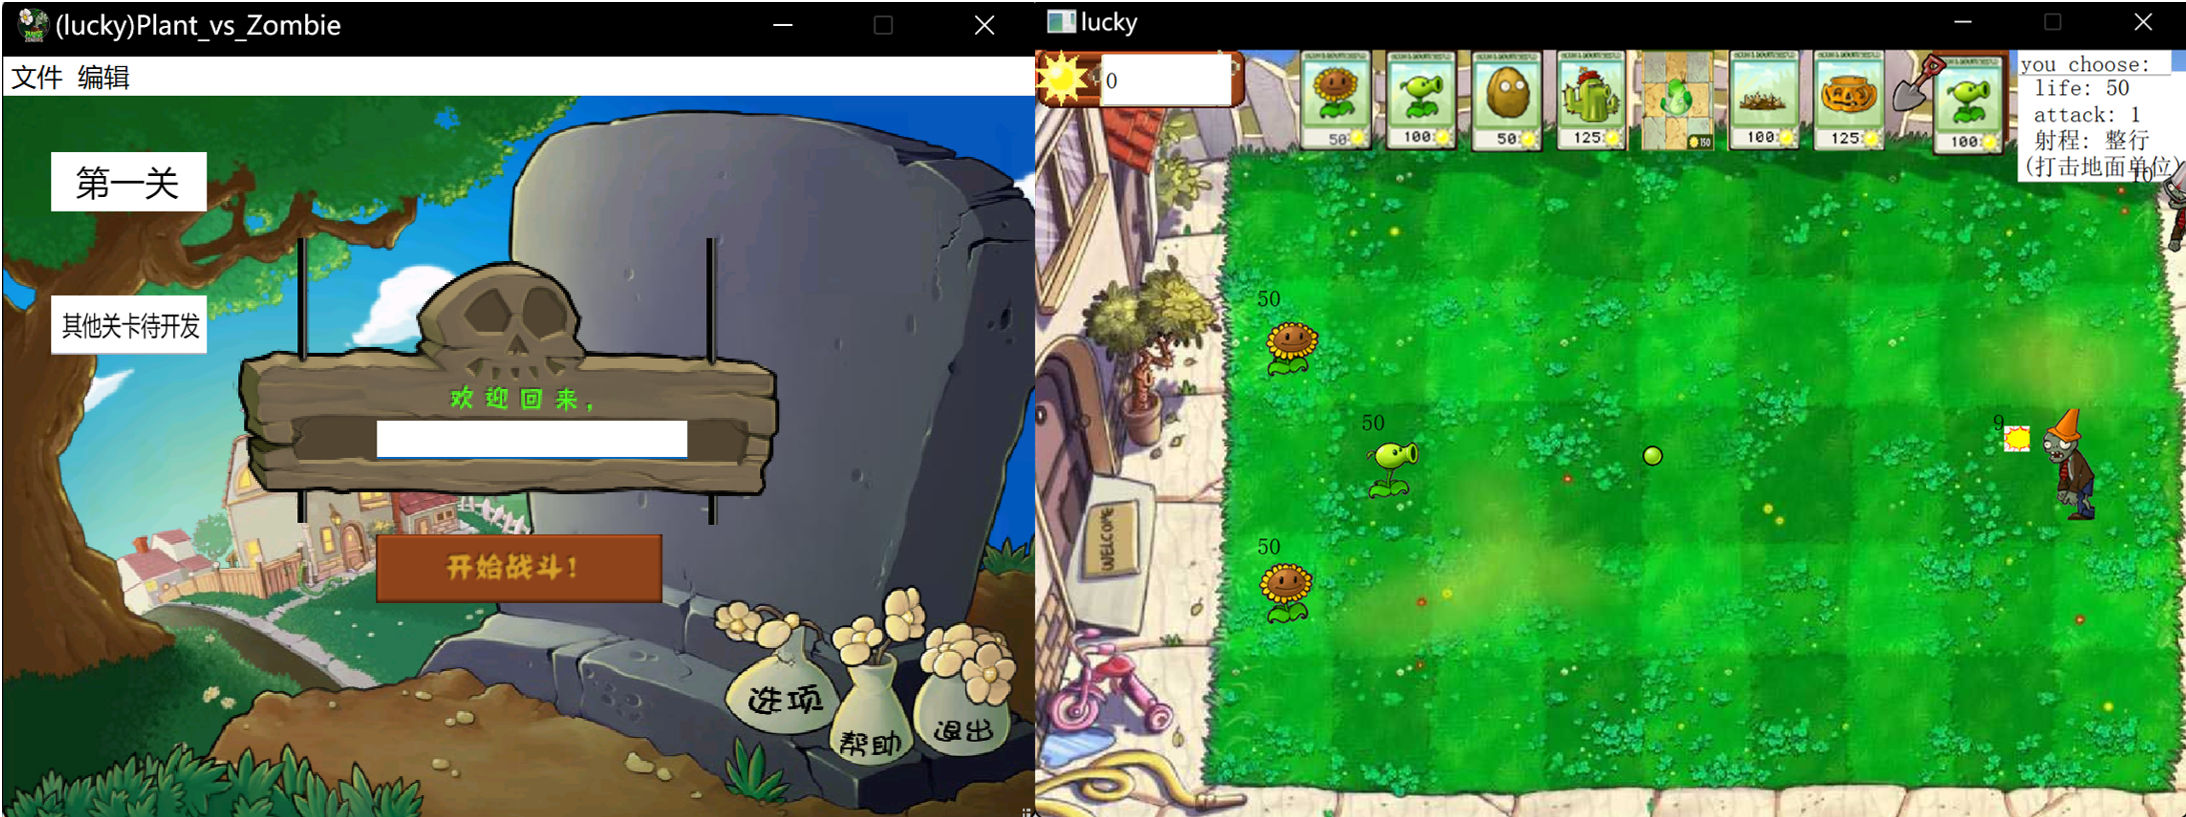 (lucky)Plant_vs_Zombie
文件 编辑
第一关
其他关卡待开发
欢迎回来，
开始战斗！
选项
帮助
退出
lucky
0
50
100
50
125
150
100
125
100
you choose:
life: 50
attack: 1
射程: 整行
(打击地面单位)
10
50
50
9
50
WELCOME